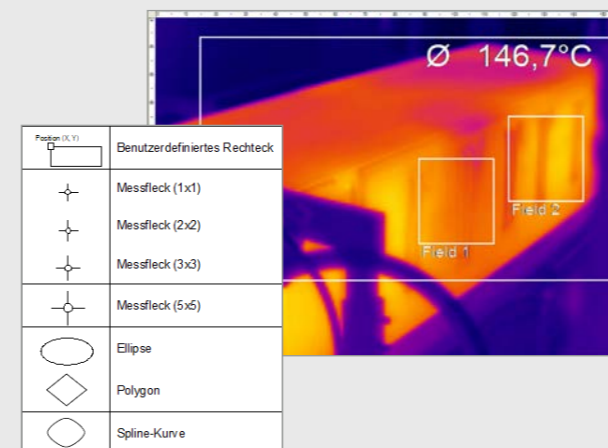 Ø 146,7°C
Field 2
Field 1
Position (X,Y)
Benutzerdefiniertes Rechteck
Messfleck (1x1)
Messfleck (2x2)
Messfleck (3x3)
Messfleck (5x5)
Ellipse
Polygon
Spline-Kurve